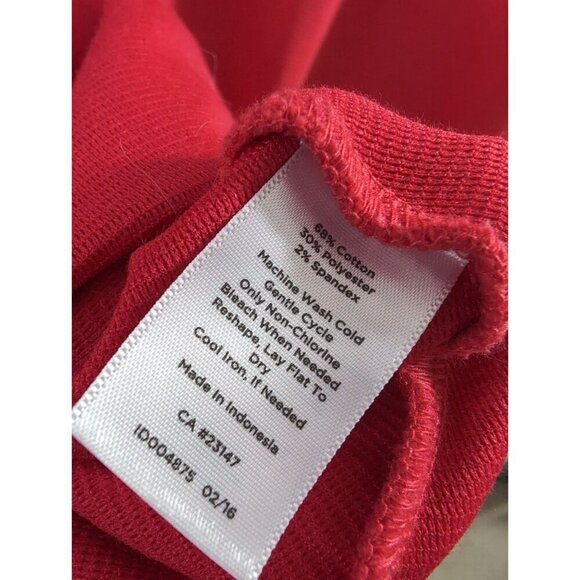 68% Cotton
30% Polyester
2% Spandex
Machine Wash Cold
Gentle Cycle
Only Non-Chlorine
Bleach When Needed
Reshape, Lay Flat To
Dry
Cool Iron, If Needed
Made in Indonesia
CA #23147
ID004875 02/16